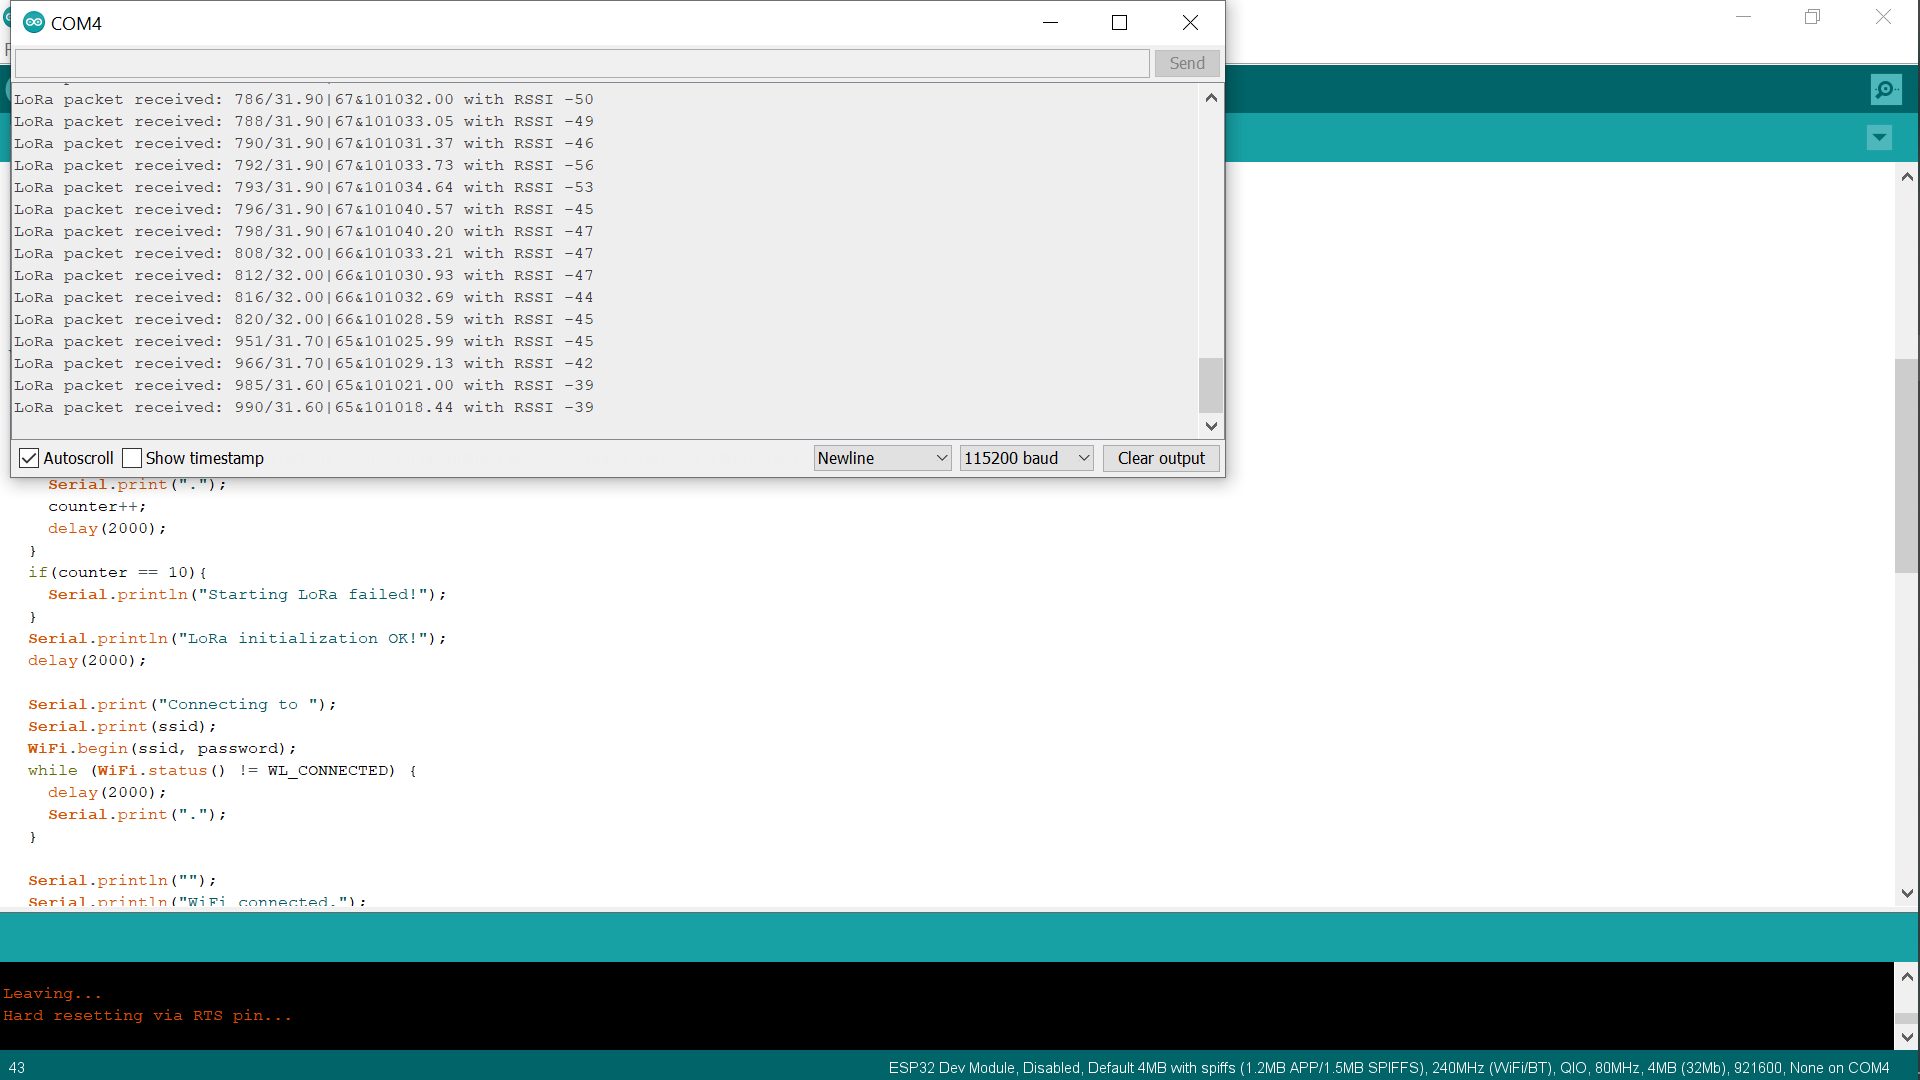 COM4
Send
LoRa packet received: 786/31.90|67&101032.00 with RSSI -50
LoRa packet received: 788/31.90|67&101033.05 with RSSI -49
LoRa packet received: 790/31.90|67&101031.37 with RSSI -46
LoRa packet received: 792/31.90|67&101033.73 with RSSI -56
LoRa packet received: 793/31.90|67&101034.64 with RSSI -53
LoRa packet received: 796/31.90|67&101040.57 with RSSI -45
LoRa packet received: 798/31.90|67&101040.20 with RSSI -47
LoRa packet received: 808/32.00|66&101033.21 with RSSI -47
LoRa packet received: 812/32.00|66&101030.93 with RSSI -47
LoRa packet received: 816/32.00|66&101032.69 with RSSI -44
LoRa packet received: 820/32.00|66&101028.59 with RSSI -45
LoRa packet received: 951/31.70|65&101025.99 with RSSI -45
LoRa packet received: 966/31.70|65&101029.13 with RSSI -42
LoRa packet received: 985/31.60|65&101021.00 with RSSI -39
LoRa packet received: 990/31.60|65&101018.44 with RSSI -39
Autoscroll Show timestamp Newline 115200 baud Clear output
Serial.print(".");
counter++;
delay(2000);
}
if(counter == 10){
Serial.println("Starting LoRa failed!");
}
Serial.println("LoRa initialization OK!");
delay(2000);
Serial.print("Connecting to ");
Serial.print(ssid);
WiFi.begin(ssid, password);
while (WiFi.status() != WL_CONNECTED) {
delay(2000);
Serial.print(".");
}
Serial.println("");
Serial.println("WiFi connected.");
Leaving...
Hard resetting via RTS pin...
43 ESP32 Dev Module, Disabled, Default 4MB with spiffs (1.2MB APP/1.5MB SPIFFS), 240MHz (WiFi/BT), QIO, 80MHz, 4MB (32Mb), 921600, None on COM4